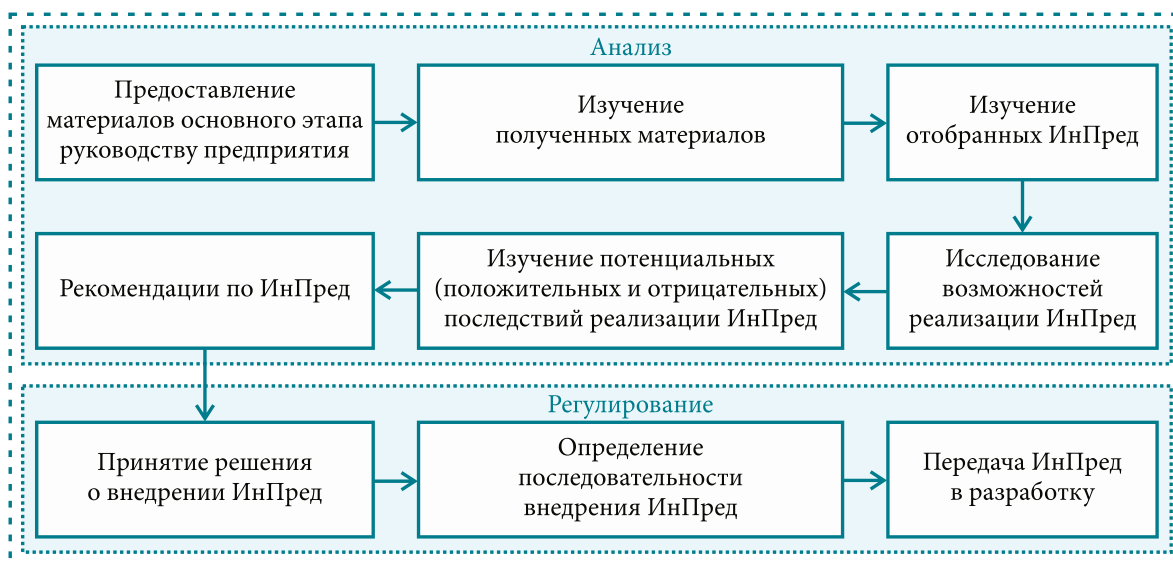 Анализ
Предоставление
материалов основного этапа
руководству предприятия
Изучение
полученных материалов
Изучение
отобранных ИнПред
Исследование
возможностей
реализации ИнПред
Изучение потенциальных
(положительных и отрицательных)
последствий реализации ИнПред
Рекомендации по ИнПред
Регулирование
Принятие решения
о внедрении ИнПред
Определение
последовательности
внедрения ИнПред
Передача ИнПред
в разработку